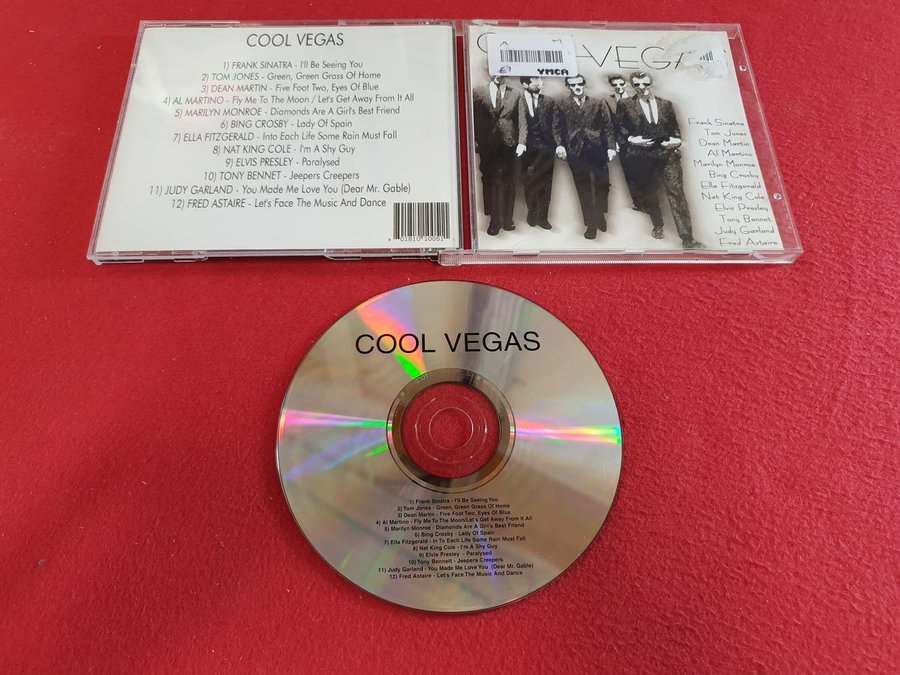 COOL VEGAS
1) FRANK SINATRA - I'll Be Seeing You
2) TOM JONES - Green, Green Grass Of Home
3) DEAN MARTIN - Five Foot Two, Eyes Of Blue
4) AL MARTINO - Fly Me To The Moon / Let's Get Away From It All
5) MARILYN MONROE - Diamonds Are A Girl's Best Friend
6) BING CROSBY - Lady Of Spain
7) ELLA FITZGERALD - Into Each Life Some Rain Must Fall
8) NAT KING COLE - I'm A Shy Guy
9) ELVIS PRESLEY - Paralysed
10) TONY BENNET - Jeepers Creepers
11) JUDY GARLAND - You Made Me Love You (Dear Mr. Gable)
12) FRED ASTAIRE - Let's Face The Music And Dance
01810 10051
VEGAS
YMCA
Frank Sinatra
Tom Jones
Dean Martin
Al Martino
Marilyn Monroe
Bing Crosby
Ella Fitzgerald
Nat King Cole
Elvis Presley
Tony Bennet
Judy Garland
Fred Astaire
COOL VEGAS
1) Frank Sinatra - I'll Be Seeing You
2) Tom Jones - Green, Green Grass Of Home
3) Dean Martin - Five Foot Two, Eyes Of Blue
4) Al Martino - Fly Me To The Moon/Let's Get Away From It All
5) Marilyn Monroe - Diamonds Are A Girl's Best Friend
6) Bing Crosby - Lady Of Spain
7) Ella Fitzgerald - In To Each Life Some Rain Must Fall
8) Nat King Cole - I'm A Shy Guy
9) Elvis Presley - Paralysed
10) Tony Bennett - Jeepers Creepers
11) Judy Garland - You Made Me Love You (Dear Mr. Gable)
12) Fred Astaire - Let's Face The Music And Dance